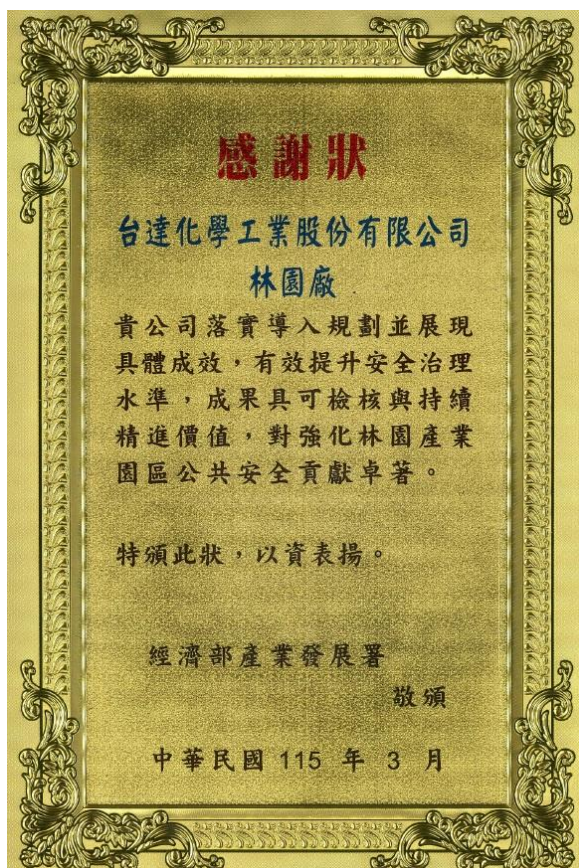 感謝狀
台達化學工業股份有限公司
林園廠
貴公司落實導入規劃並展現
具體成效，有效提升安全治理
水準，成果具可檢核與持續
精進價值，對強化林園產業
園區公共安全貢獻卓著。
特頒此狀，以資表揚。
經濟部產業發展署
敬頒
中華民國 115 年 3 月